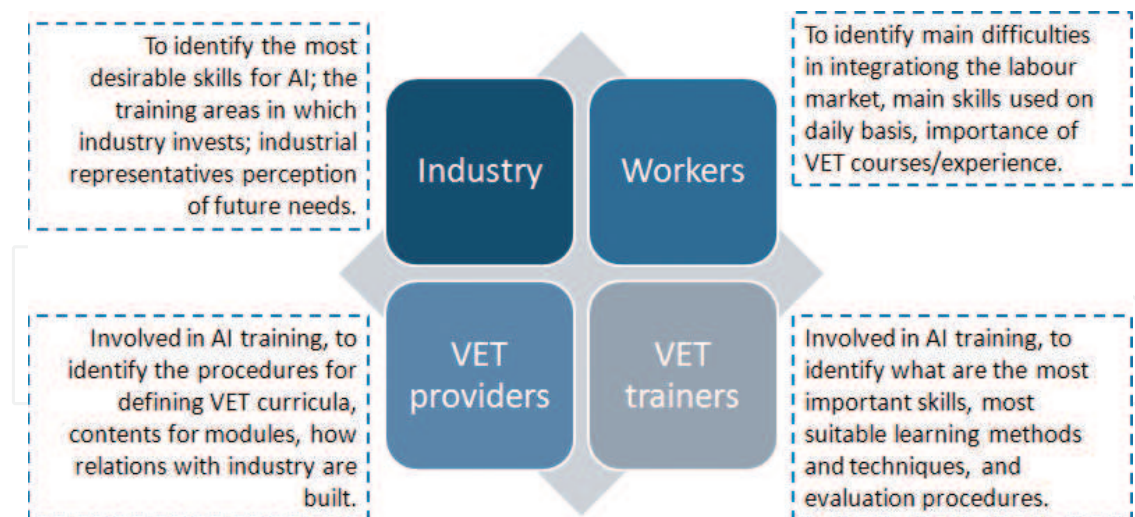 To identify the most
desirable skills for AI; the
training areas in which
industry invests; industrial
representatives perception
of future needs.
Industry
Workers
To identify main difficulties
in integrationg the labour
market, main skills used on
daily basis, importance of
VET courses/experience.
Involved in AI training, to
identify the procedures for
defining VET curricula,
contents for modules, how
relations with industry are
built.
VET
providers
VET
trainers
Involved in AI training, to
identify what are the most
important skills, most
suitable learning methods
and techniques, and
evaluation procedures.